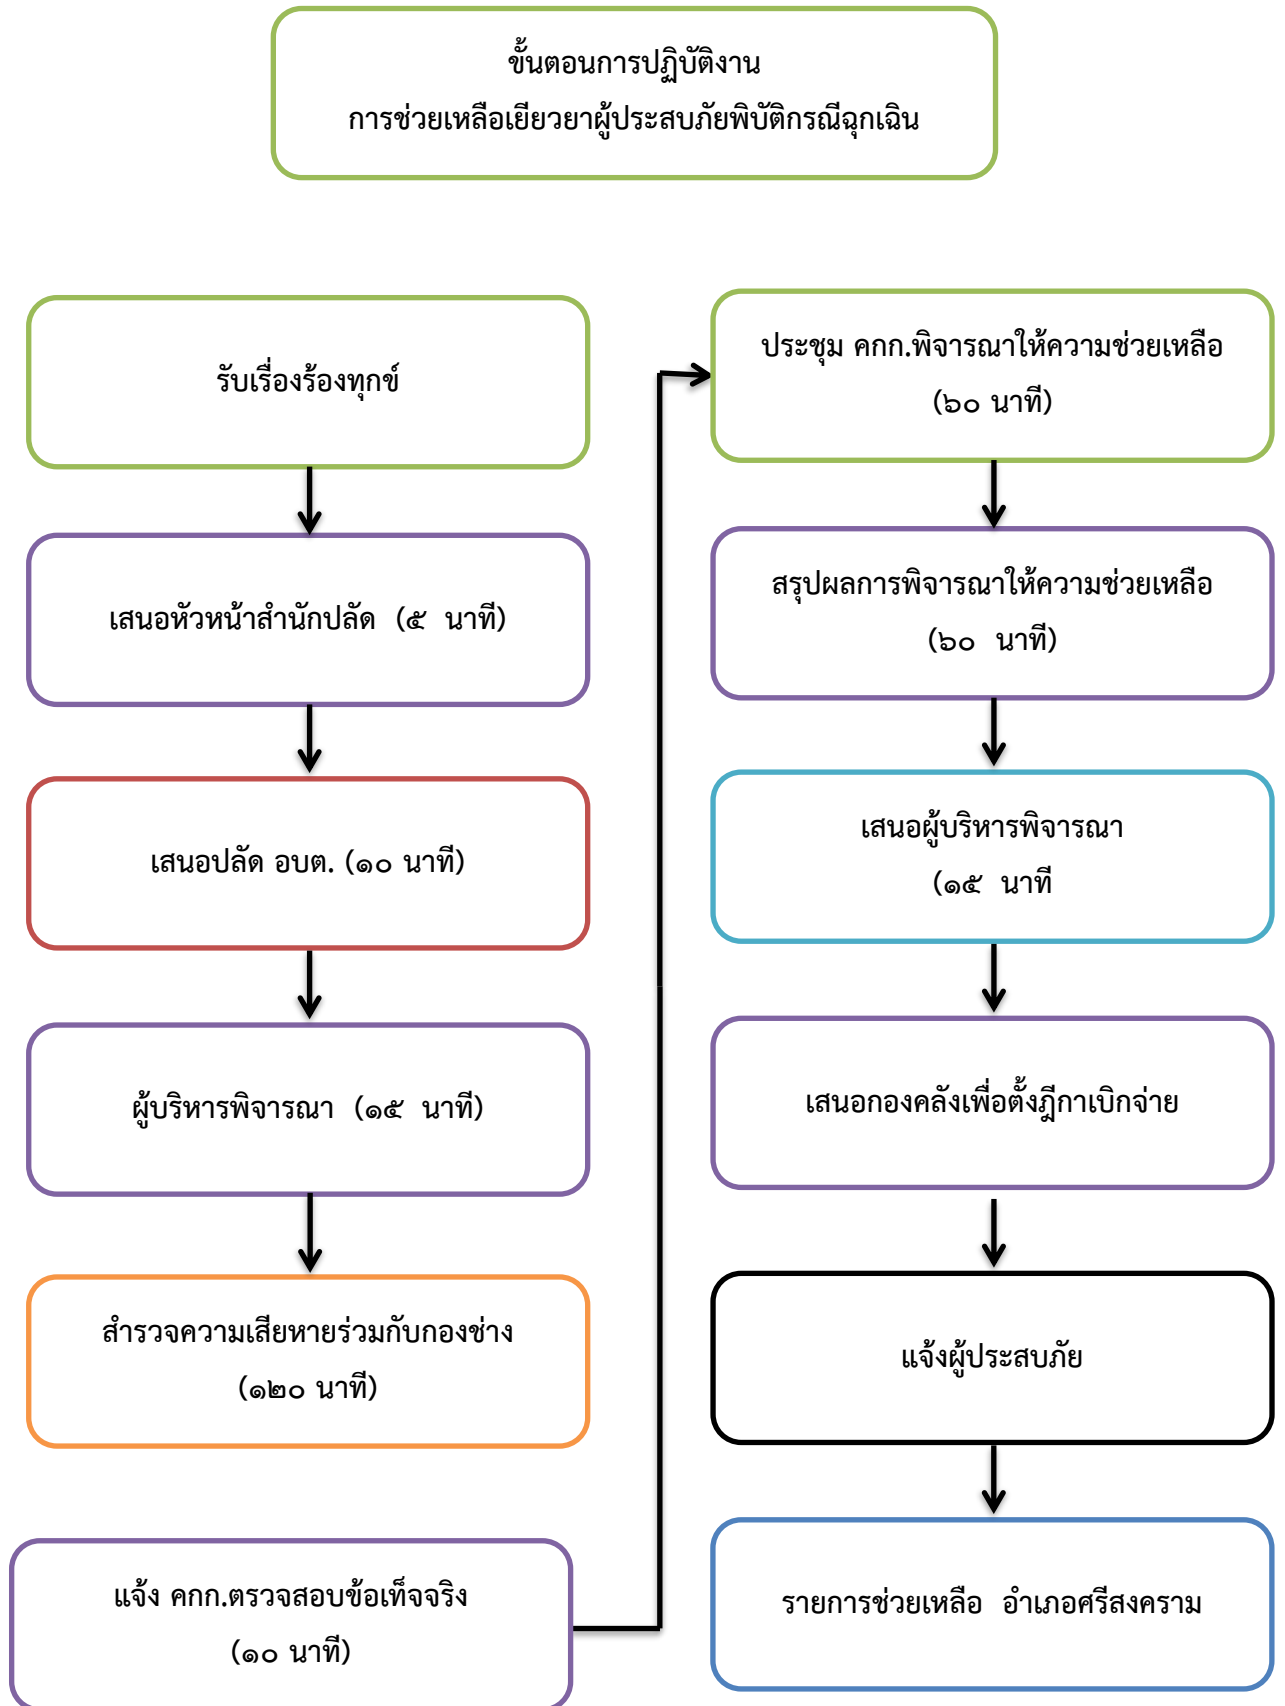 ขั้นตอนการปฏิบัติงาน
การช่วยเหลือเยียวยาผู้ประสบภัยพิบัติกรณีฉุกเฉิน
รับเรื่องร้องทุกข์
เสนอหัวหน้าสำนักปลัด (๕ นาที)
เสนอปลัด อบต. (๑๐ นาที)
ผู้บริหารพิจารณา (๑๕ นาที)
สำรวจความเสียหายร่วมกับกองช่าง
(๑๒๐ นาที)
แจ้ง คกก.ตรวจสอบข้อเท็จจริง
(๑๐ นาที)
ประชุม คกก.พิจารณาให้ความช่วยเหลือ
(๖๐ นาที)
สรุปผลการพิจารณาให้ความช่วยเหลือ
(๖๐ นาที)
เสนอผู้บริหารพิจารณา
(๑๕ นาที
เสนอกองคลังเพื่อตั้งฎีกาเบิกจ่าย
แจ้งผู้ประสบภัย
รายการช่วยเหลือ อำเภอศรีสงคราม